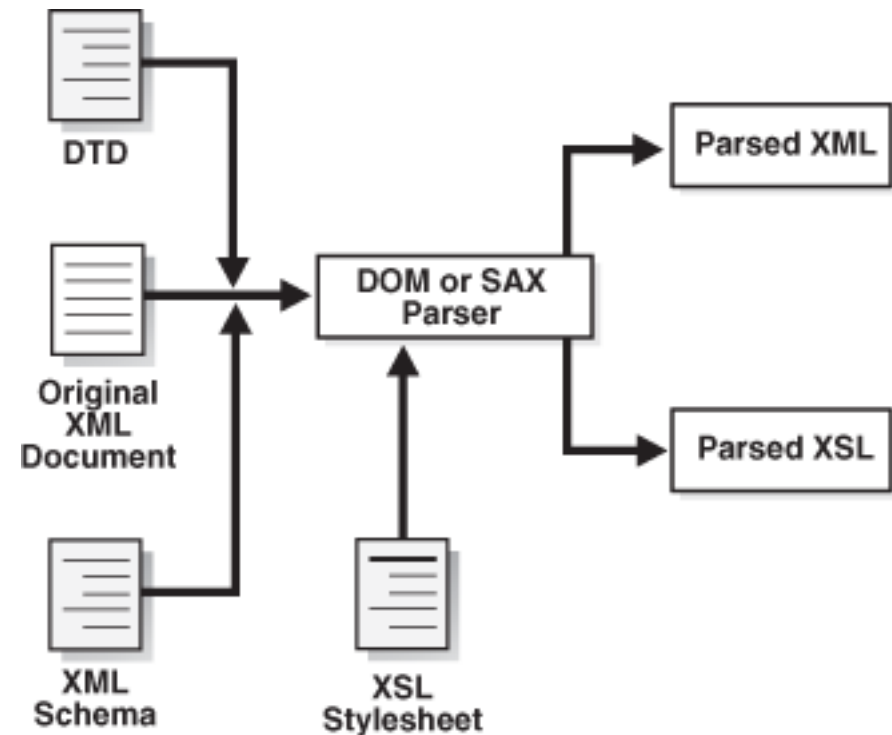 DTD
Parsed XML
DOM or SAX
Parser
Original
XML
Document
Parsed XSL
XML
Schema
XSL
Stylesheet